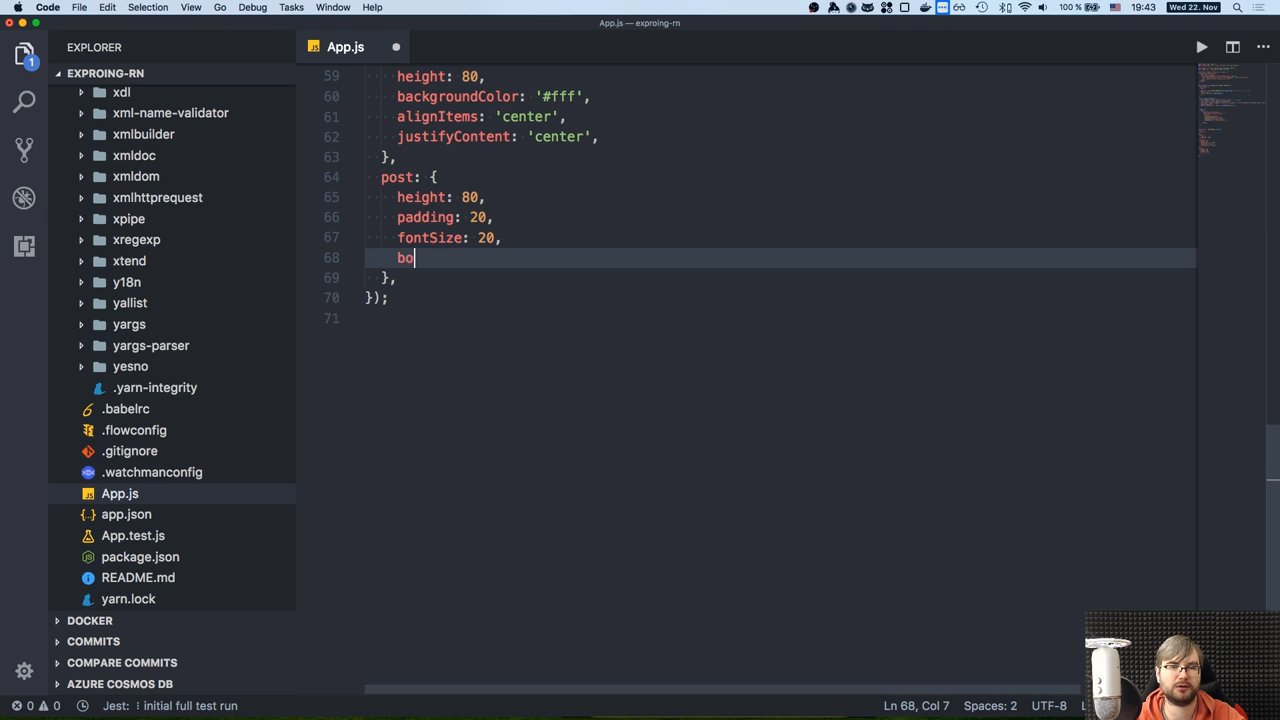 Code File Edit Selection View Go Debug Tasks Window Help 100 % Wed 22. Nov 19:43
App.js — exproing-rn
EXPLORER
App.js
EXPROING-RN
xdl
xml-name-validator
xmlbuilder
xmldoc
xmldom
xmlhttprequest
xpipe
xregexp
xtend
y18n
yallist
yargs
yargs-parser
yesno
.yarn-integrity
.babelrc
.flowconfig
.gitignore
.watchmanconfig
App.js
app.json
App.test.js
package.json
README.md
yarn.lock
DOCKER
COMMITS
COMPARE COMMITS
AZURE COSMOS DB
59 height: 80,
60 backgroundColor: '#fff',
61 alignItems: 'center',
62 justifyContent: 'center',
63 },
64 post: {
65 height: 80,
66 padding: 20,
67 fontSize: 20,
68 bo
69 },
70 });
71
0 0 Jest: initial full test run Ln 68, Col 7 Spaces: 2 UTF-8